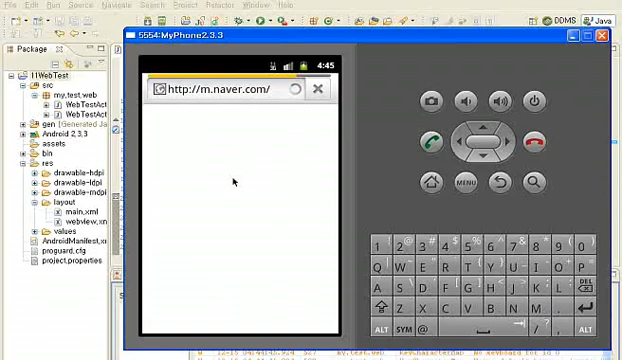 File Edit Run Source Navigate Search Project Refactor Window Help
DDMS Java
5554:MyPhone2.3.3
Package
11WebTest
src
my.test.web
WebTestAct
WebTestAct
gen [Generated Ja
Android 2.3.3
assets
bin
res
drawable-hdpi
drawable-ldpi
drawable-mdpi
layout
main.xml
webview.xn
values
AndroidManifest.xn
proguard.cfg
project.properties
4:45
http://m.naver.com/
MENU
1 2 3 4 5 6 7 8 9 0
Q W E R T Y U I O P
A S D F G H J K L DEL
Z X C V B N M .
ALT SYM @ / , ALT